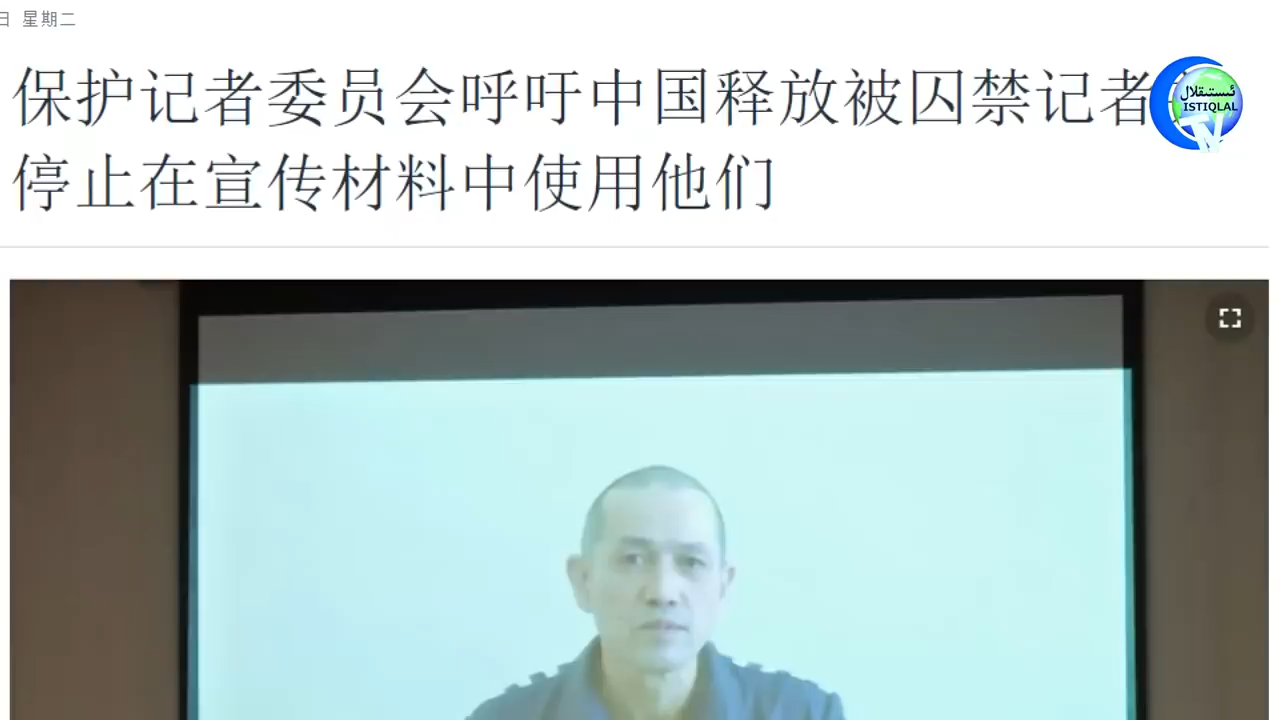 日 星期二
保护记者委员会呼吁中国释放被囚禁记者
停止在宣传材料中使用他们
ئىستىقلال
ISTIQLAL
TV